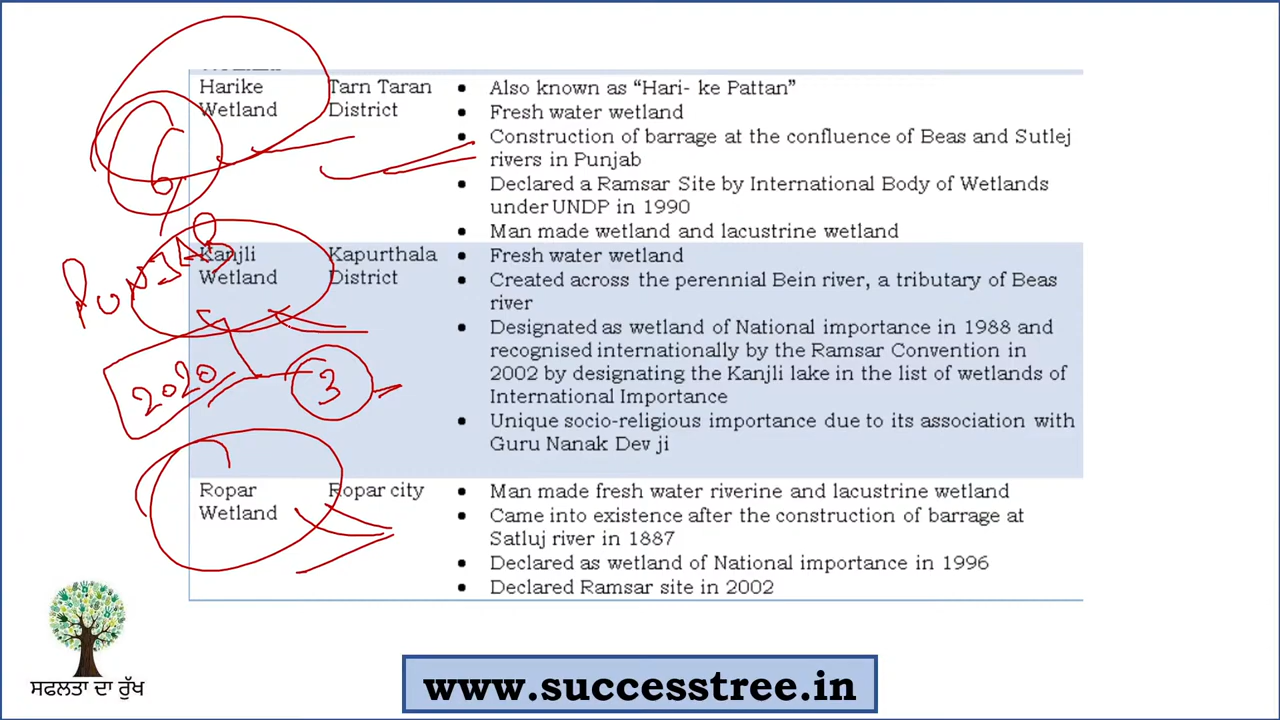 Harike Tarn Taran • Also known as “Hari- ke Pattan”
Wetland District • Fresh water wetland
• Construction of barrage at the confluence of Beas and Sutlej
rivers in Punjab
• Declared a Ramsar Site by International Body of Wetlands
under UNDP in 1990
• Man made wetland and lacustrine wetland
Kanjli Kapurthala • Fresh water wetland
Wetland District • Created across the perennial Bein river, a tributary of Beas
river
• Designated as wetland of National importance in 1988 and
recognised internationally by the Ramsar Convention in
2002 by designating the Kanjli lake in the list of wetlands of
International Importance
• Unique socio-religious importance due to its association with
Guru Nanak Dev ji
Ropar Ropar city • Man made fresh water riverine and lacustrine wetland
Wetland • Came into existence after the construction of barrage at
Satluj river in 1887
• Declared as wetland of National importance in 1996
• Declared Ramsar site in 2002
6
PUNJAB
2020
3
ਸਫਲਤਾ ਦਾ ਰੁੱਖ
www.successtree.in